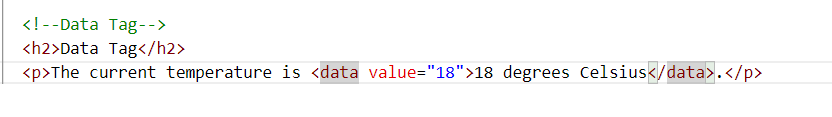 <!--Data Tag-->
<h2>Data Tag</h2>
<p>The current temperature is <data value="18">18 degrees Celsius</data>.</p>